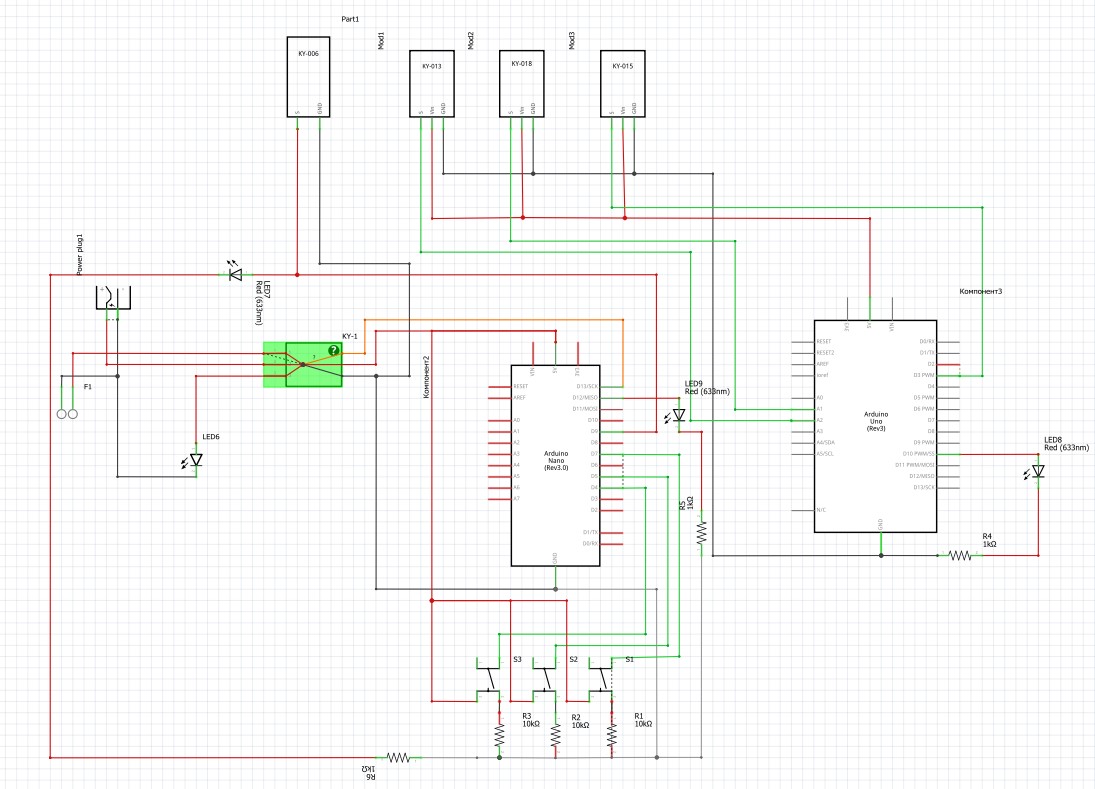 Part1
Mod1
Mod2
Mod3
KY-006
KY-013
KY-018
KY-015
S
GND
S
Vin
GND
S
Vin
GND
S
Vin
GND
Power plug1
LED7
Red (633nm)
Компонент3
KY-1
?
F1
LED6
Компонент2
VIN
5V
3V3
RESET
AREF
A0
A1
A2
A3
A4
A5
A6
A7
D13/SCK
D12/MISO
D11/MOSI
D10
D9
D8
D7
D6
D5
D4
D3
D2
D1/TX
D0/RX
GND
Arduino
Nano
(Rev3.0)
LED9
Red (633nm)
R5
1kΩ
3V3
5V
VIN
RESET
RESET2
AREF
ioref
A0
A1
A2
A3
A4/SDA
A5/SCL
N/C
D0/RX
D1/TX
D2
D3 PWM
D4
D5 PWM
D6 PWM
D7
D8
D9 PWM
D10 PWM/SS
D11 PWM/MOSI
D12/MISO
D13/SCK
GND
Arduino
Uno
(Rev3)
LED8
Red (633nm)
R4
1kΩ
S3
S2
S1
R3
10kΩ
R2
10kΩ
R1
10kΩ
R6
1kΩ